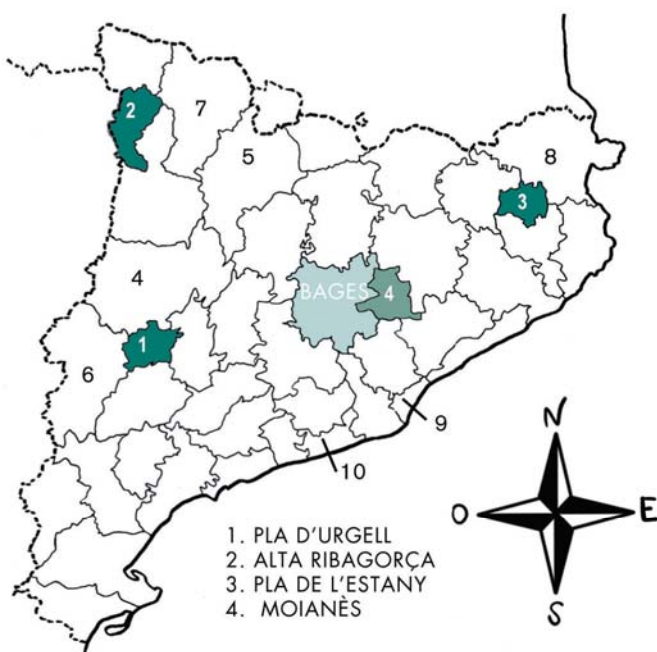 2
7
5
8
3
4
BAGES
4
1
6
9
10
N
O
E
S
1. PLA D'URGELL
2. ALTA RIBAGORÇA
3. PLA DE L'ESTANY
4. MOIANÈS